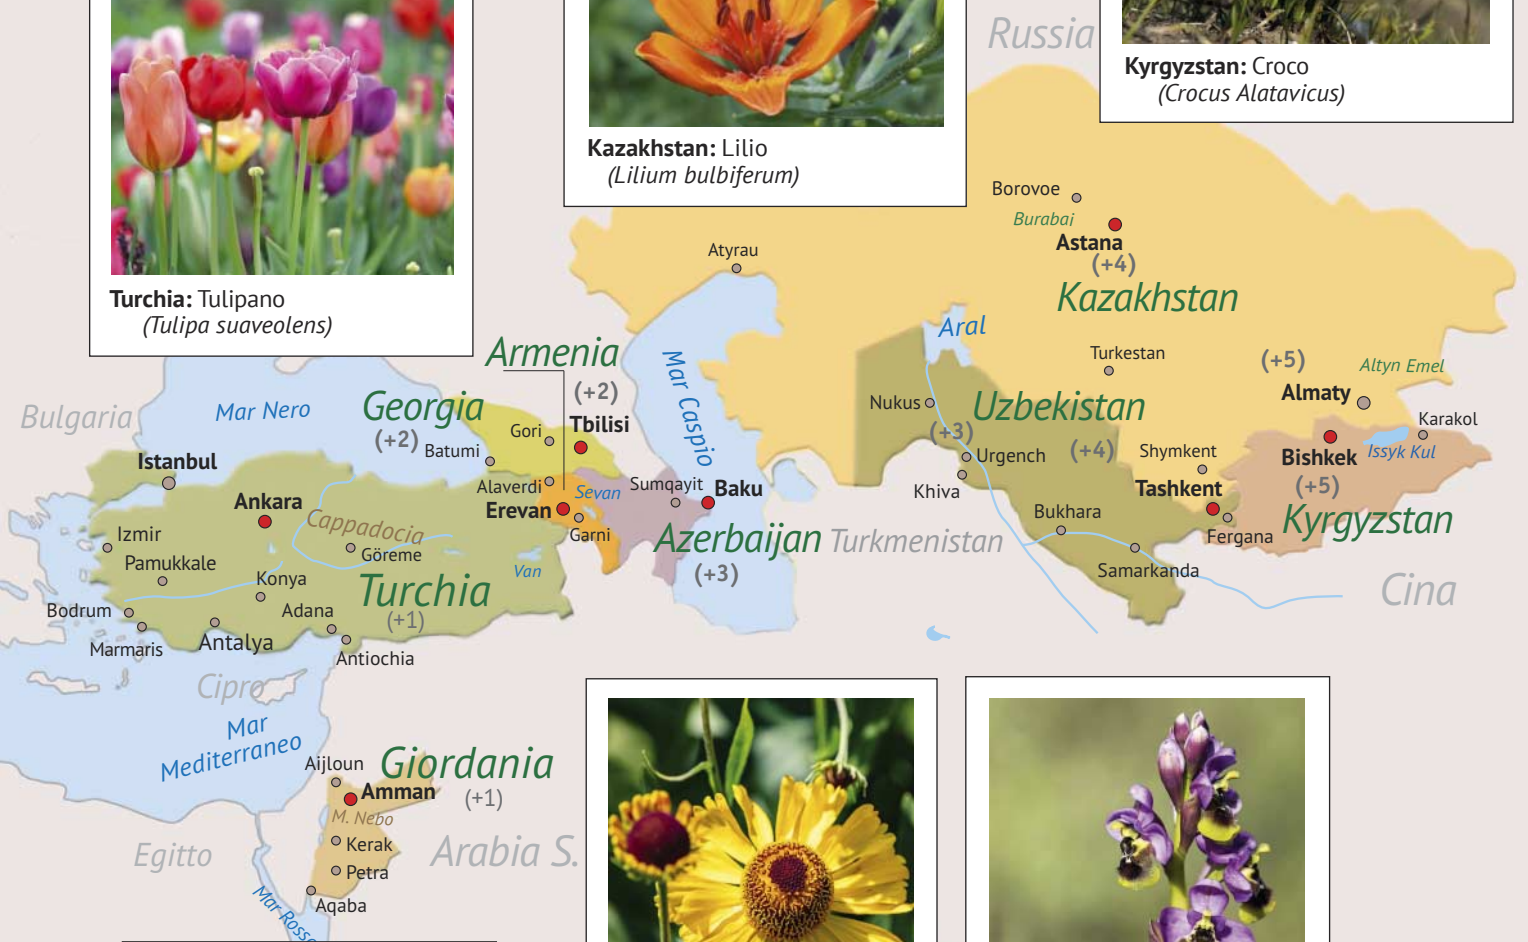 Russia
Kyrgyzstan: Croco
(Crocus Alatavicus)
Kazakhstan: Lilio
(Lilium bulbiferum)
Turchia: Tulipano
(Tulipa suaveolens)
Borovoe
Burabai
Astana
(+4)
Kazakhstan
Atyrau
Aral
Turkestan
(+5)
Altyn Emel
Almaty
Karakol
Armenia
(+2)
Mar Caspio
Bulgaria
Mar Nero
Georgia
(+2)
Gori
Tbilisi
Batumi
Nukus
Uzbekistan
(+3)
(+4)
Urgench
Khiva
Shymkent
Tashkent
Bishkek
Issyk Kul
(+5)
Kyrgyzstan
Istanbul
Ankara
Cappadocia
Göreme
Alaverdi
Sevan
Sumqayit
Baku
Erevan
Garni
Azerbaijan
(+3)
Turkmenistan
Bukhara
Fergana
Samarkanda
Cina
Izmir
Pamukkale
Konya
Turchia
(+1)
Van
Bodrum
Adana
Marmaris
Antalya
Antiochia
Cipro
Mar
Mediterraneo
Aijloun
Giordania
Amman
(+1)
M. Nebo
Kerak
Petra
Aqaba
Egitto
Arabia S.
Mar Rosso